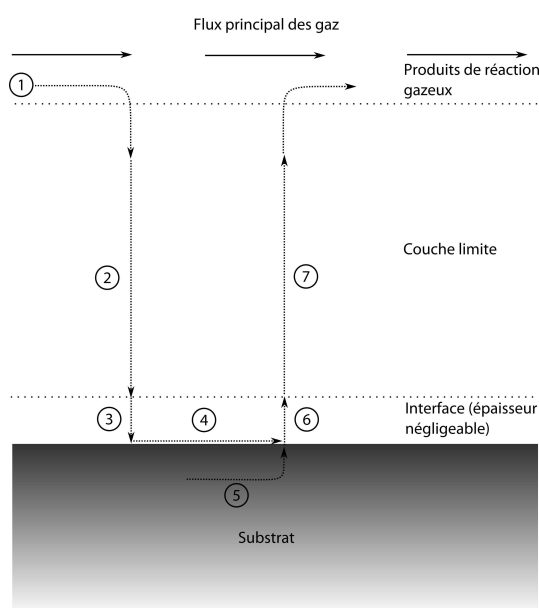 Flux principal des gaz
1
Produits de réaction
gazeux
Couche limite
2
7
3
4
6
Interface (épaisseur
négligeable)
5
Substrat